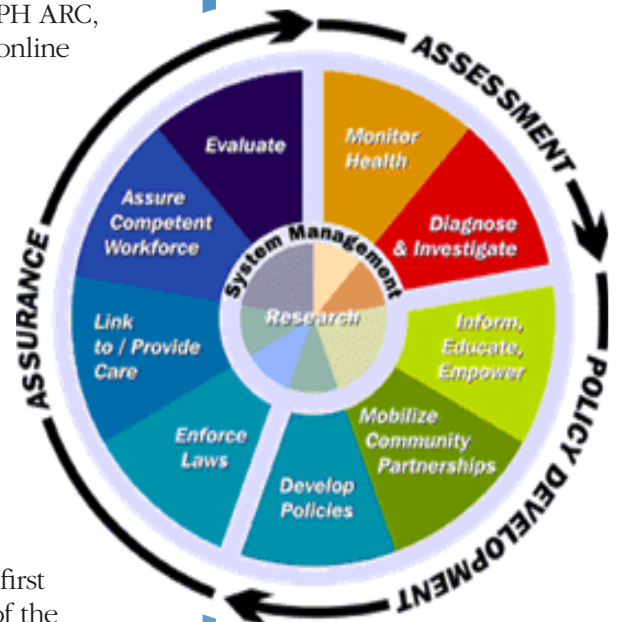 PH ARC,
online
ASSESSMENT
POLICY DEVELOPMENT
ASSURANCE
Monitor
Health
Diagnose
& Investigate
Inform,
Educate,
Empower
Mobilize
Community
Partnerships
Develop
Policies
Enforce
Laws
Link
to / Provide
Care
Assure
Competent
Workforce
Evaluate
System Management
Research
first
of the